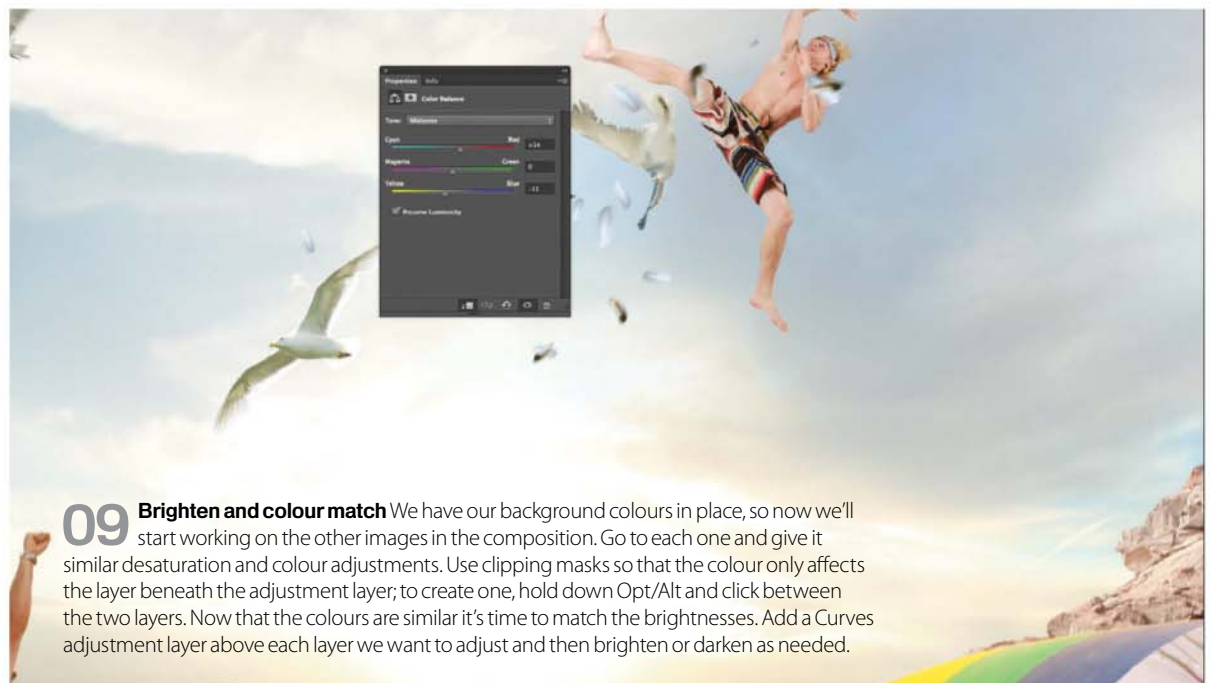 Properties Info
Color Balance
Tone: Midtones
Cyan Red +14
Magenta Green 0
Yellow Blue -11
Preserve Luminosity
09 Brighten and colour match We have our background colours in place, so now we'll
start working on the other images in the composition. Go to each one and give it
similar desaturation and colour adjustments. Use clipping masks so that the colour only affects
the layer beneath the adjustment layer; to create one, hold down Opt/Alt and click between
the two layers. Now that the colours are similar it's time to match the brightnesses. Add a Curves
adjustment layer above each layer we want to adjust and then brighten or darken as needed.